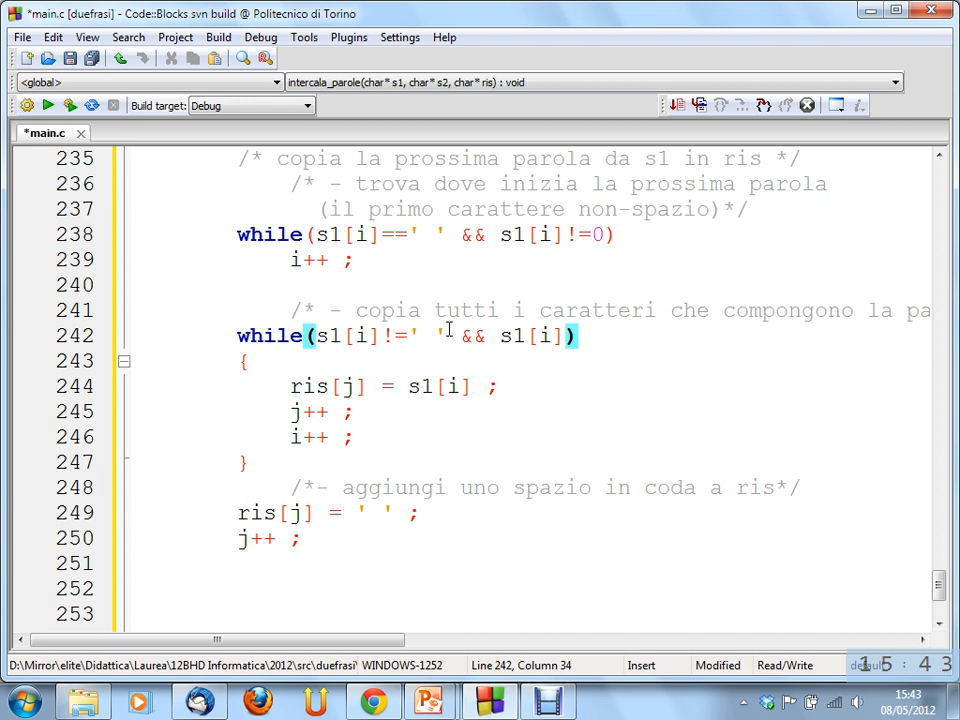 *main.c [duefrasi] - Code::Blocks svn build @ Politecnico di Torino
File Edit View Search Project Build Debug Tools Plugins Settings Help
<global> intercala_parole(char* s1, char* s2, char* ris) : void
Build target: Debug
*main.c
235 /* copia la prossima parola da s1 in ris */
236 /* - trova dove inizia la prossima parola
237 (il primo carattere non-spazio)*/
238 while(s1[i]==' ' && s1[i]!=0)
239 i++ ;
240
241 /* - copia tutti i caratteri che compongono la pa
242 while(s1[i]!=' ' && s1[i])
243 {
244 ris[j] = s1[i] ;
245 j++ ;
246 i++ ;
247 }
248 /*- aggiungi uno spazio in coda a ris*/
249 ris[j] = ' ' ;
250 j++ ;
251
252
253
D:\Mirror\elite\Didattica\Laurea\12BHD Informatica\2012\src\duefrasi\ WINDOWS-1252 Line 242, Column 34 Insert Modified Read/Write default
15:43
15:43
08/05/2012